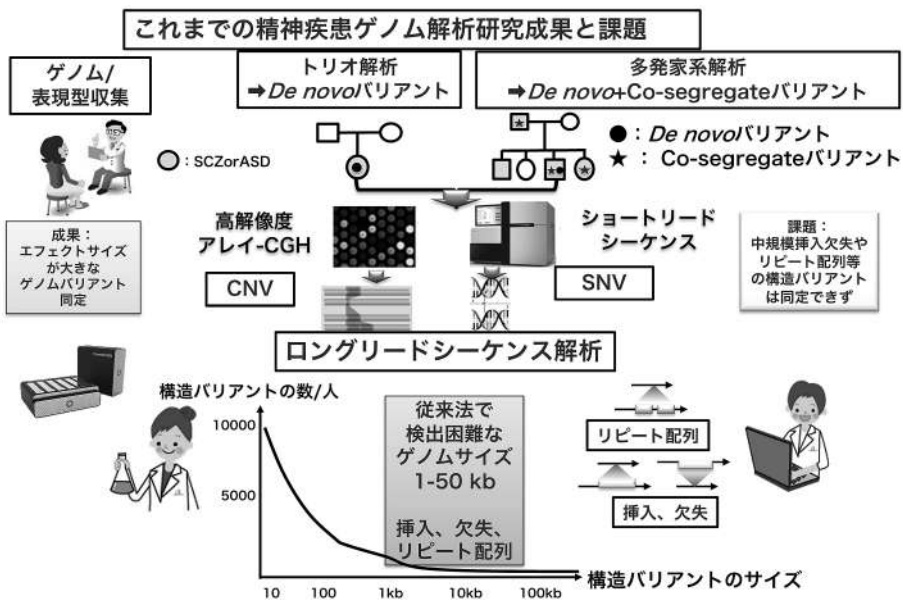 これまでの精神疾患ゲノム解析研究成果と課題
ゲノム/
表現型収集
トリオ解析
➡De novoバリアント
多発家系解析
➡De novo+Co-segregateバリアント
●：De novoバリアント
★： Co-segregateバリアント
：SCZorASD
成果：
エフェクトサイズ
が大きな
ゲノムバリアント
同定
高解像度
アレイ-CGH
CNV
ショートリード
シーケンス
SNV
課題：
中規模挿入欠失や
リピート配列等
の構造バリアント
は同定できず
ロングリードシーケンス解析
構造バリアントの数/人
10000
5000
従来法で
検出困難な
ゲノムサイズ
1-50 kb
挿入、欠失、
リピート配列
リピート配列
挿入、欠失
10 100 1kb 10kb 100kb
構造バリアントのサイズ